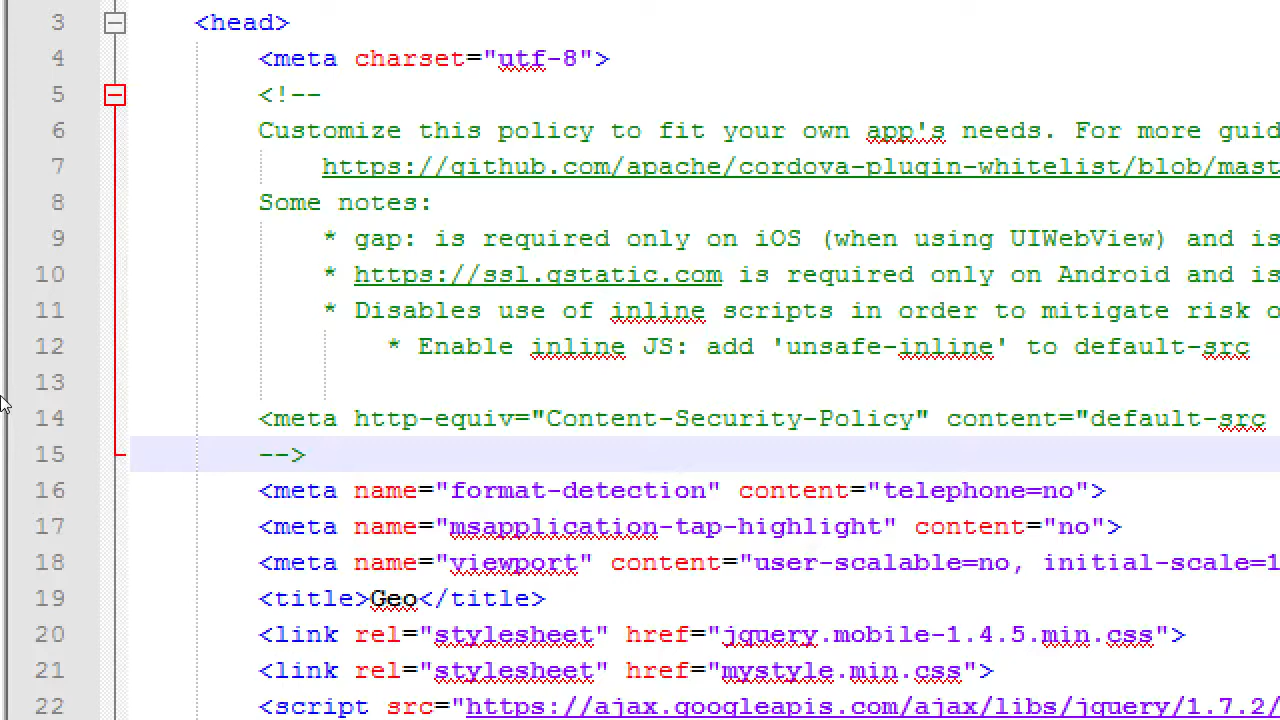 3 <head>
4 <meta charset="utf-8">
5 <!--
6 Customize this policy to fit your own app's needs. For more guid
7 https://github.com/apache/cordova-plugin-whitelist/blob/mast
8 Some notes:
9 * gap: is required only on iOS (when using UIWebView) and is
10 * https://ssl.gstatic.com is required only on Android and is
11 * Disables use of inline scripts in order to mitigate risk o
12 * Enable inline JS: add 'unsafe-inline' to default-src
13
14 <meta http-equiv="Content-Security-Policy" content="default-src
15 -->
16 <meta name="format-detection" content="telephone=no">
17 <meta name="msapplication-tap-highlight" content="no">
18 <meta name="viewport" content="user-scalable=no, initial-scale=1
19 <title>Geo</title>
20 <link rel="stylesheet" href="jquery.mobile-1.4.5.min.css">
21 <link rel="stylesheet" href="mystyle.min.css">
22 <script src="https://ajax.googleapis.com/ajax/libs/jquery/1.7.2/